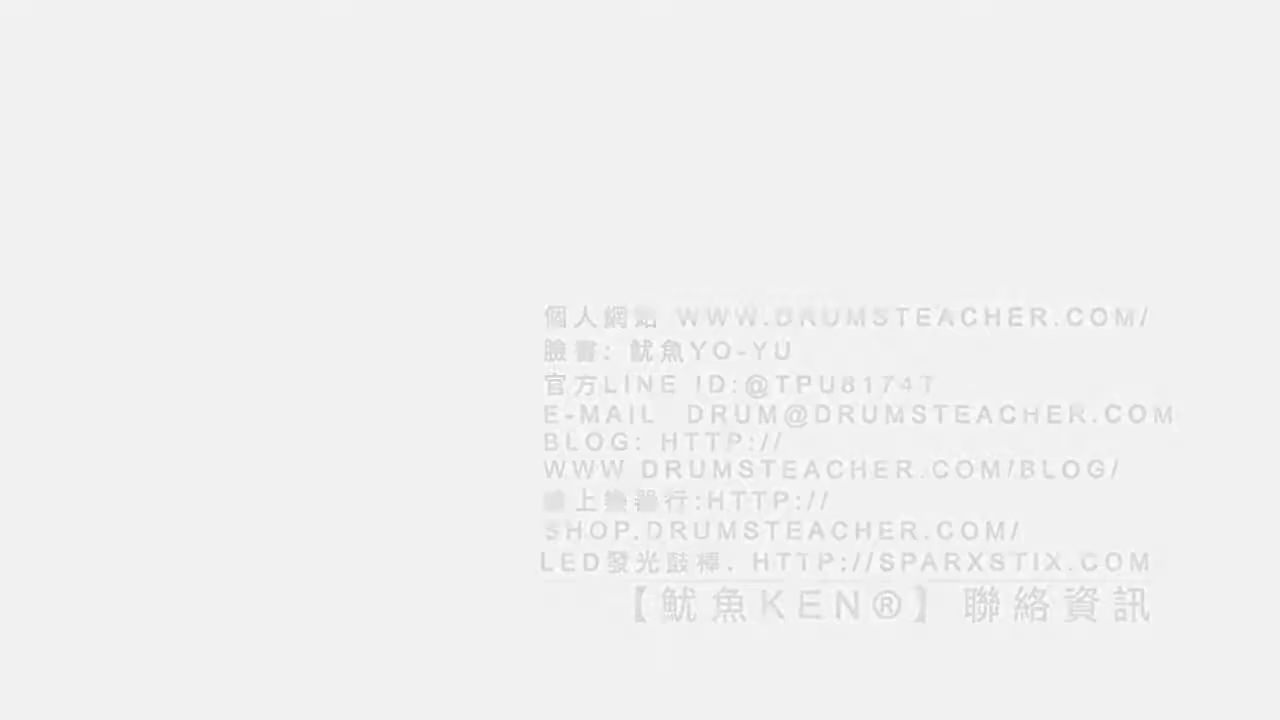 個人網站 WWW.DRUMSTEACHER.COM/
臉書: 魷魚YO-YU
官方LINE ID:@TPU8174T
E-MAIL DRUM@DRUMSTEACHER.COM
BLOG: HTTP://
WWW.DRUMSTEACHER.COM/BLOG/
線上樂器行:HTTP://
SHOP.DRUMSTEACHER.COM/
LED發光鼓棒. HTTP://SPARXSTIX.COM
【魷魚KEN®】 聯絡資訊